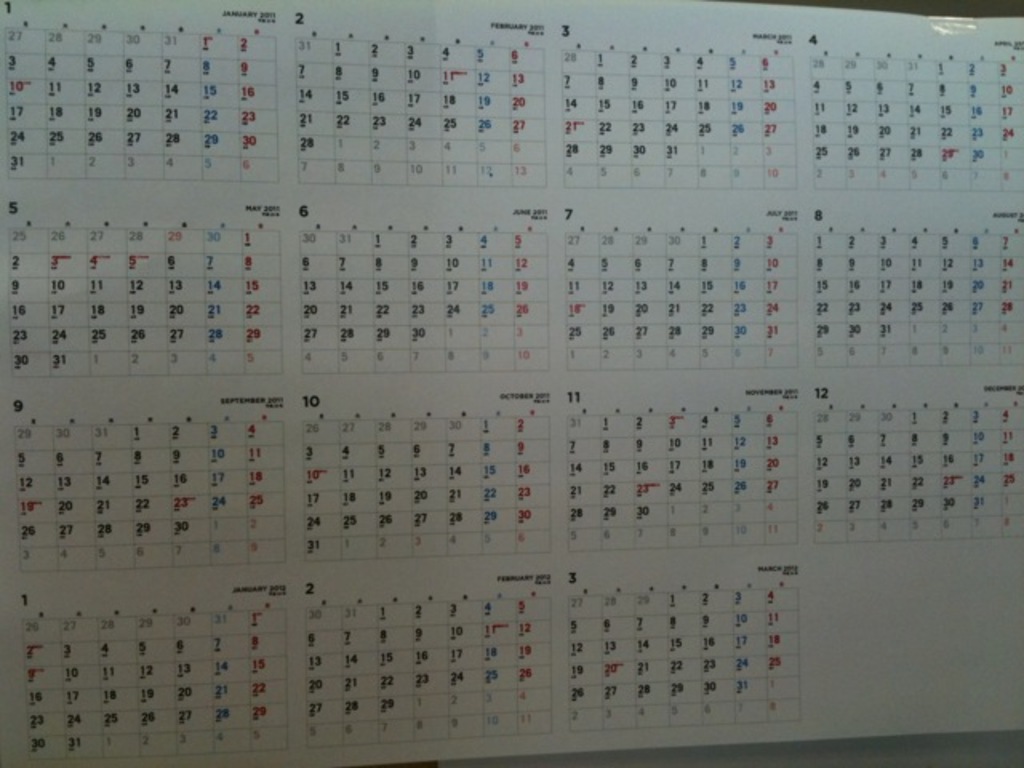 1
JANUARY 2011
27 28 29 30 31 1 2
3 4 5 6 7 8 9
10 11 12 13 14 15 16
17 18 19 20 21 22 23
24 25 26 27 28 29 30
31 1 2 3 4 5 6
2
FEBRUARY 2011
31 1 2 3 4 5 6
7 8 9 10 11 12 13
14 15 16 17 18 19 20
21 22 23 24 25 26 27
28 1 2 3 4 5 6
7 8 9 10 11 12 13
3
MARCH 2011
28 1 2 3 4 5 6
7 8 9 10 11 12 13
14 15 16 17 18 19 20
21 22 23 24 25 26 27
28 29 30 31 1 2 3
4 5 6 7 8 9 10
4
APRIL
28 29 30 31 1 2 3
4 5 6 7 8 9 10
11 12 13 14 15 16 17
18 19 20 21 22 23 24
25 26 27 28 29 30 1
2 3 4 5 6 7 8
5
MAY 2011
25 26 27 28 29 30 1
2 3 4 5 6 7 8
9 10 11 12 13 14 15
16 17 18 19 20 21 22
23 24 25 26 27 28 29
30 31 1 2 3 4 5
6
JUNE 2011
30 31 1 2 3 4 5
6 7 8 9 10 11 12
13 14 15 16 17 18 19
20 21 22 23 24 25 26
27 28 29 30 1 2 3
4 5 6 7 8 9 10
7
JULY 2011
27 28 29 30 1 2 3
4 5 6 7 8 9 10
11 12 13 14 15 16 17
18 19 20 21 22 23 24
25 26 27 28 29 30 31
1 2 3 4 5 6 7
8
AUGUST
1 2 3 4 5 6 7
8 9 10 11 12 13 14
15 16 17 18 19 20 21
22 23 24 25 26 27 28
29 30 31 1 2 3 4
5 6 7 8 9 10 11
9
SEPTEMBER 2011
29 30 31 1 2 3 4
5 6 7 8 9 10 11
12 13 14 15 16 17 18
19 20 21 22 23 24 25
26 27 28 29 30 1 2
3 4 5 6 7 8 9
10
OCTOBER 2011
26 27 28 29 30 1 2
3 4 5 6 7 8 9
10 11 12 13 14 15 16
17 18 19 20 21 22 23
24 25 26 27 28 29 30
31 1 2 3 4 5 6
11
NOVEMBER 2011
31 1 2 3 4 5 6
7 8 9 10 11 12 13
14 15 16 17 18 19 20
21 22 23 24 25 26 27
28 29 30 1 2 3 4
5 6 7 8 9 10 11
12
DECEMBER
28 29 30 1 2 3 4
5 6 7 8 9 10 11
12 13 14 15 16 17 18
19 20 21 22 23 24 25
26 27 28 29 30 31 1
2 3 4 5 6 7 8
1
JANUARY 2012
26 27 28 29 30 31 1
2 3 4 5 6 7 8
9 10 11 12 13 14 15
16 17 18 19 20 21 22
23 24 25 26 27 28 29
30 31 1 2 3 4 5
2
FEBRUARY 2012
30 31 1 2 3 4 5
6 7 8 9 10 11 12
13 14 15 16 17 18 19
20 21 22 23 24 25 26
27 28 29 1 2 3 4
5 6 7 8 9 10 11
3
MARCH 2012
27 28 29 1 2 3 4
5 6 7 8 9 10 11
12 13 14 15 16 17 18
19 20 21 22 23 24 25
26 27 28 29 30 31 1
2 3 4 5 6 7 8